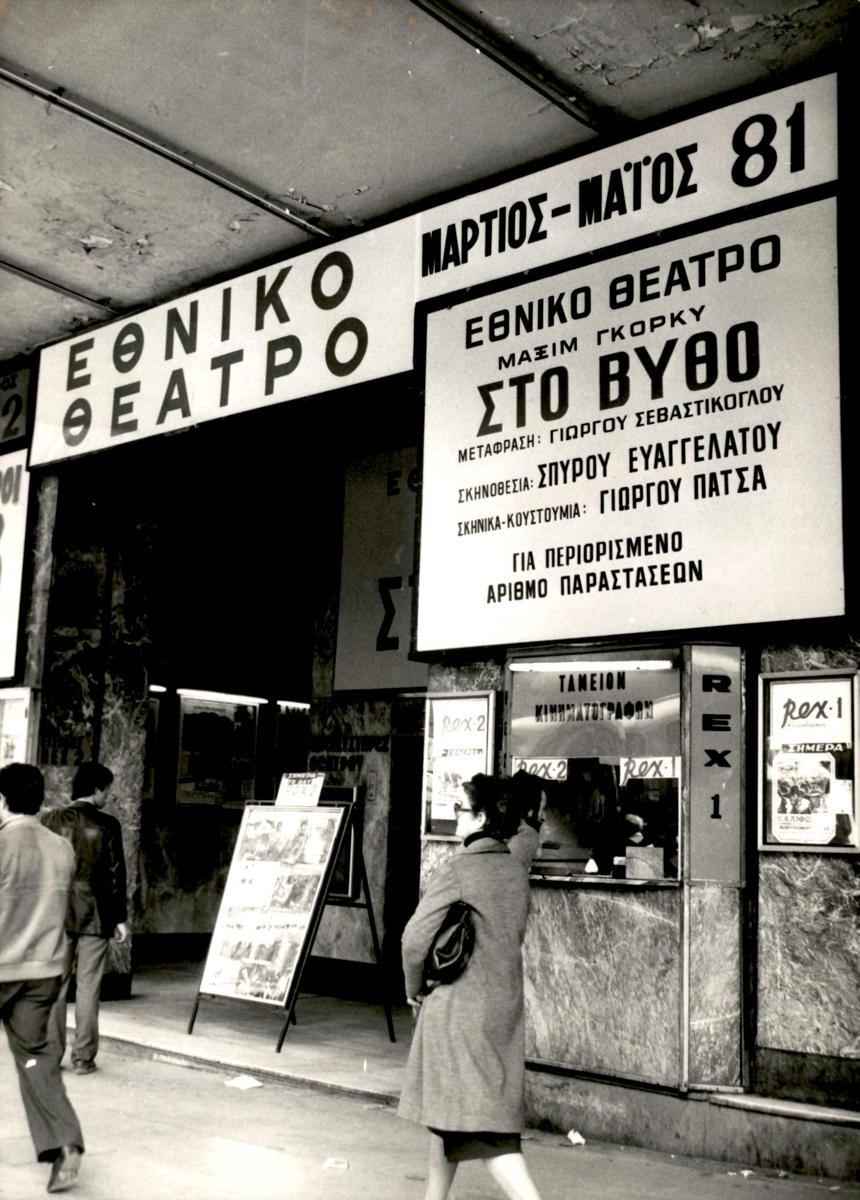 ΜΑΡΤΙΟΣ-ΜΑΪΟΣ 81
ΕΘΝΙΚΟ
ΘΕΑΤΡΟ
ΕΘΝΙΚΟ ΘΕΑΤΡΟ
ΜΑΞΙΜ ΓΚΟΡΚΥ
ΣΤΟ ΒΥΘΟ
ΜΕΤΑΦΡΑΣΗ: ΓΙΩΡΓΟΥ ΣΕΒΑΣΤΙΚΟΓΛΟΥ
ΣΚΗΝΟΘΕΣΙΑ: ΣΠΥΡΟΥ ΕΥΑΓΓΕΛΑΤΟΥ
ΣΚΗΝΙΚΑ-ΚΟΥΣΤΟΥΜΙΑ: ΓΙΩΡΓΟΥ ΠΑΤΣΑ
ΓΙΑ ΠΕΡΙΟΡΙΣΜΕΝΟ
ΑΡΙΘΜΟ ΠΑΡΑΣΤΑΣΕΩΝ
ΤΑΜΕΙΟΝ
ΚΙΝΗΜΑΤΟΓΡΑΦΩΝ
Rex·2
ΣΗΜΕΡΑ
Rex·2
Rex·1
REX 1
Rex·1
ΣΗΜΕΡΑ
ΣΗΜΕΡΑ